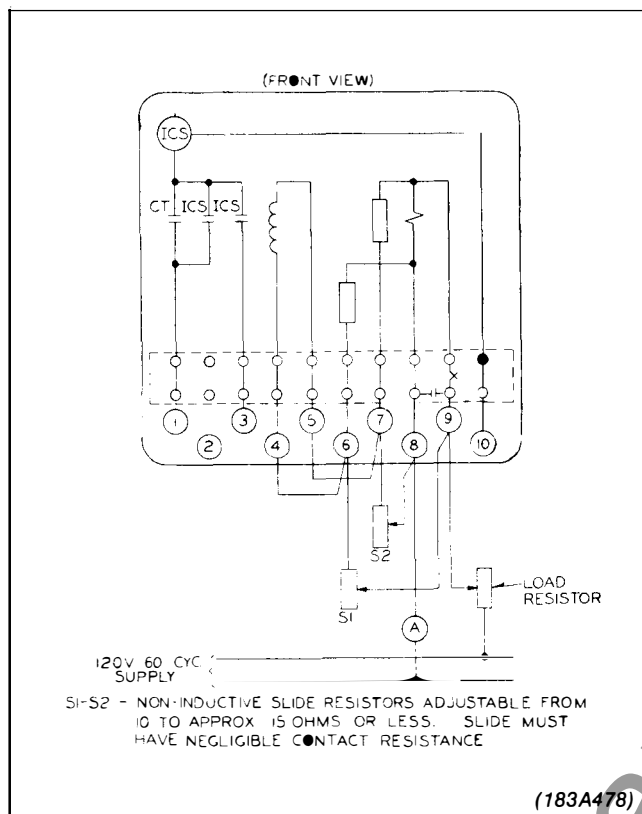 (FRONT VIEW)
ICS
CT ICS ICS
1
2
3
4
5
6
7
8
9
10
S2
S1
LOAD
RESISTOR
A
120V 60 CYC.
SUPPLY
S1-S2 - NON-INDUCTIVE SLIDE RESISTORS ADJUSTABLE FROM
10 TO APPROX 15 OHMS OR LESS. SLIDE MUST
HAVE NEGLIGIBLE CONTACT RESISTANCE
(183A478)